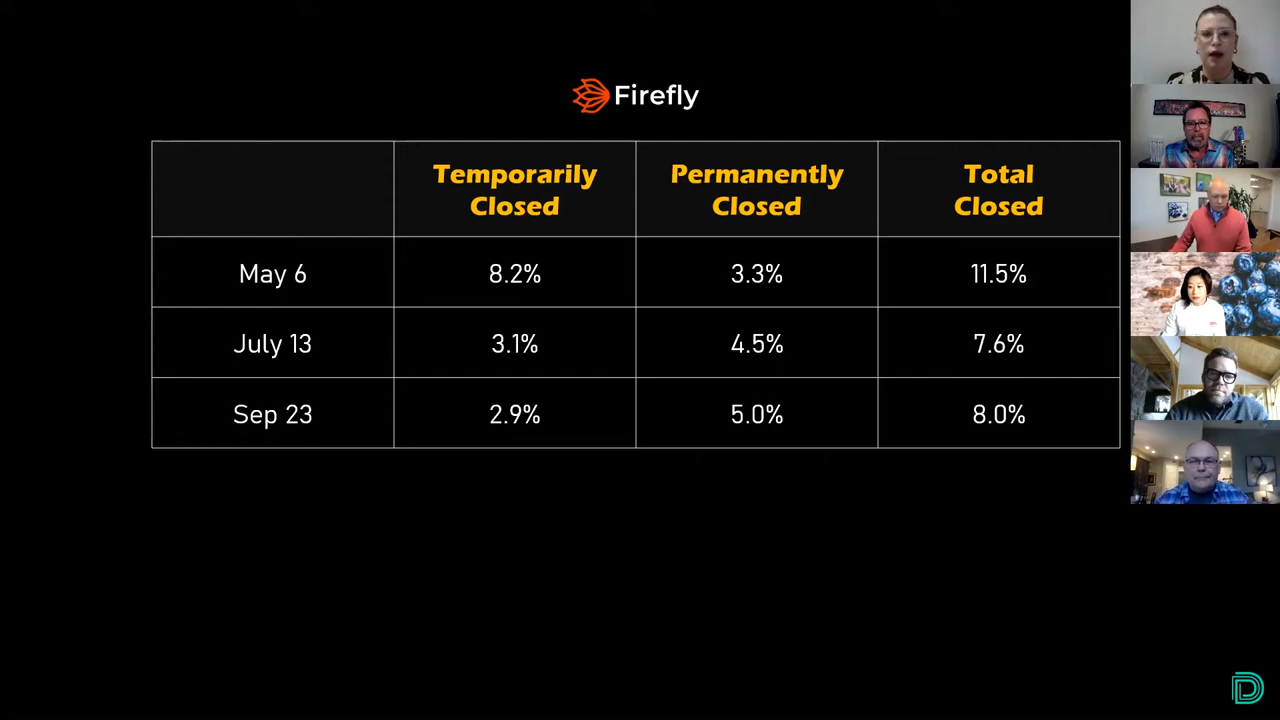 Firefly
Temporarily
Closed
Permanently
Closed
Total
Closed
May 6
8.2%
3.3%
11.5%
July 13
3.1%
4.5%
7.6%
Sep 23
2.9%
5.0%
8.0%